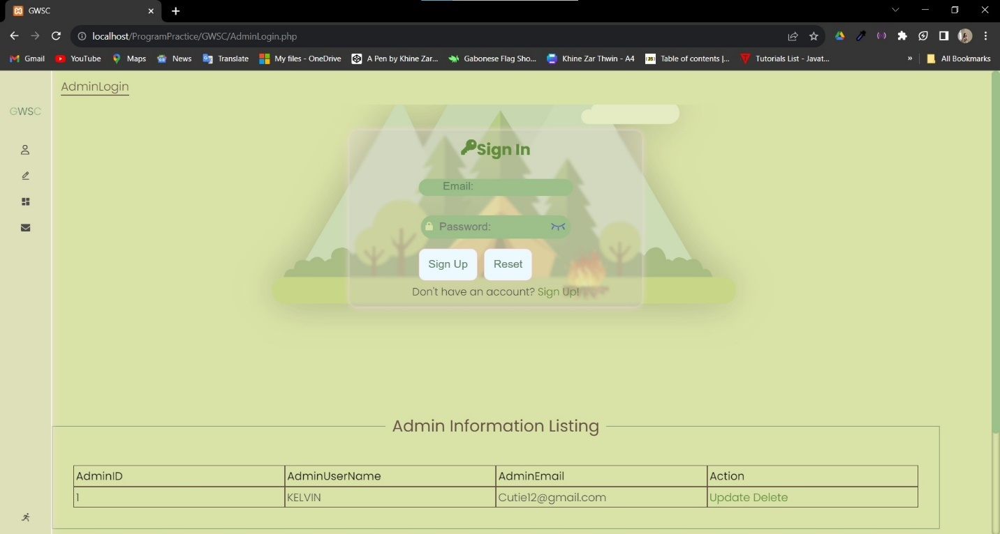 GWSC
localhost/ProgramPractice/GWSC/AdminLogin.php
Gmail YouTube Maps News Translate My files - OneDrive A Pen by Khine Zar... Gabonese Flag Sho... Khine Zar Thwin - A4 Table of contents |... Tutorials List - Javat... » All Bookmarks
AdminLogin
GWSC
Sign In
Email:
Password:
Sign Up Reset
Don't have an account? Sign Up!
Admin Information Listing
AdminID AdminUserName AdminEmail Action
1 KELVIN Cutie12@gmail.com Update Delete